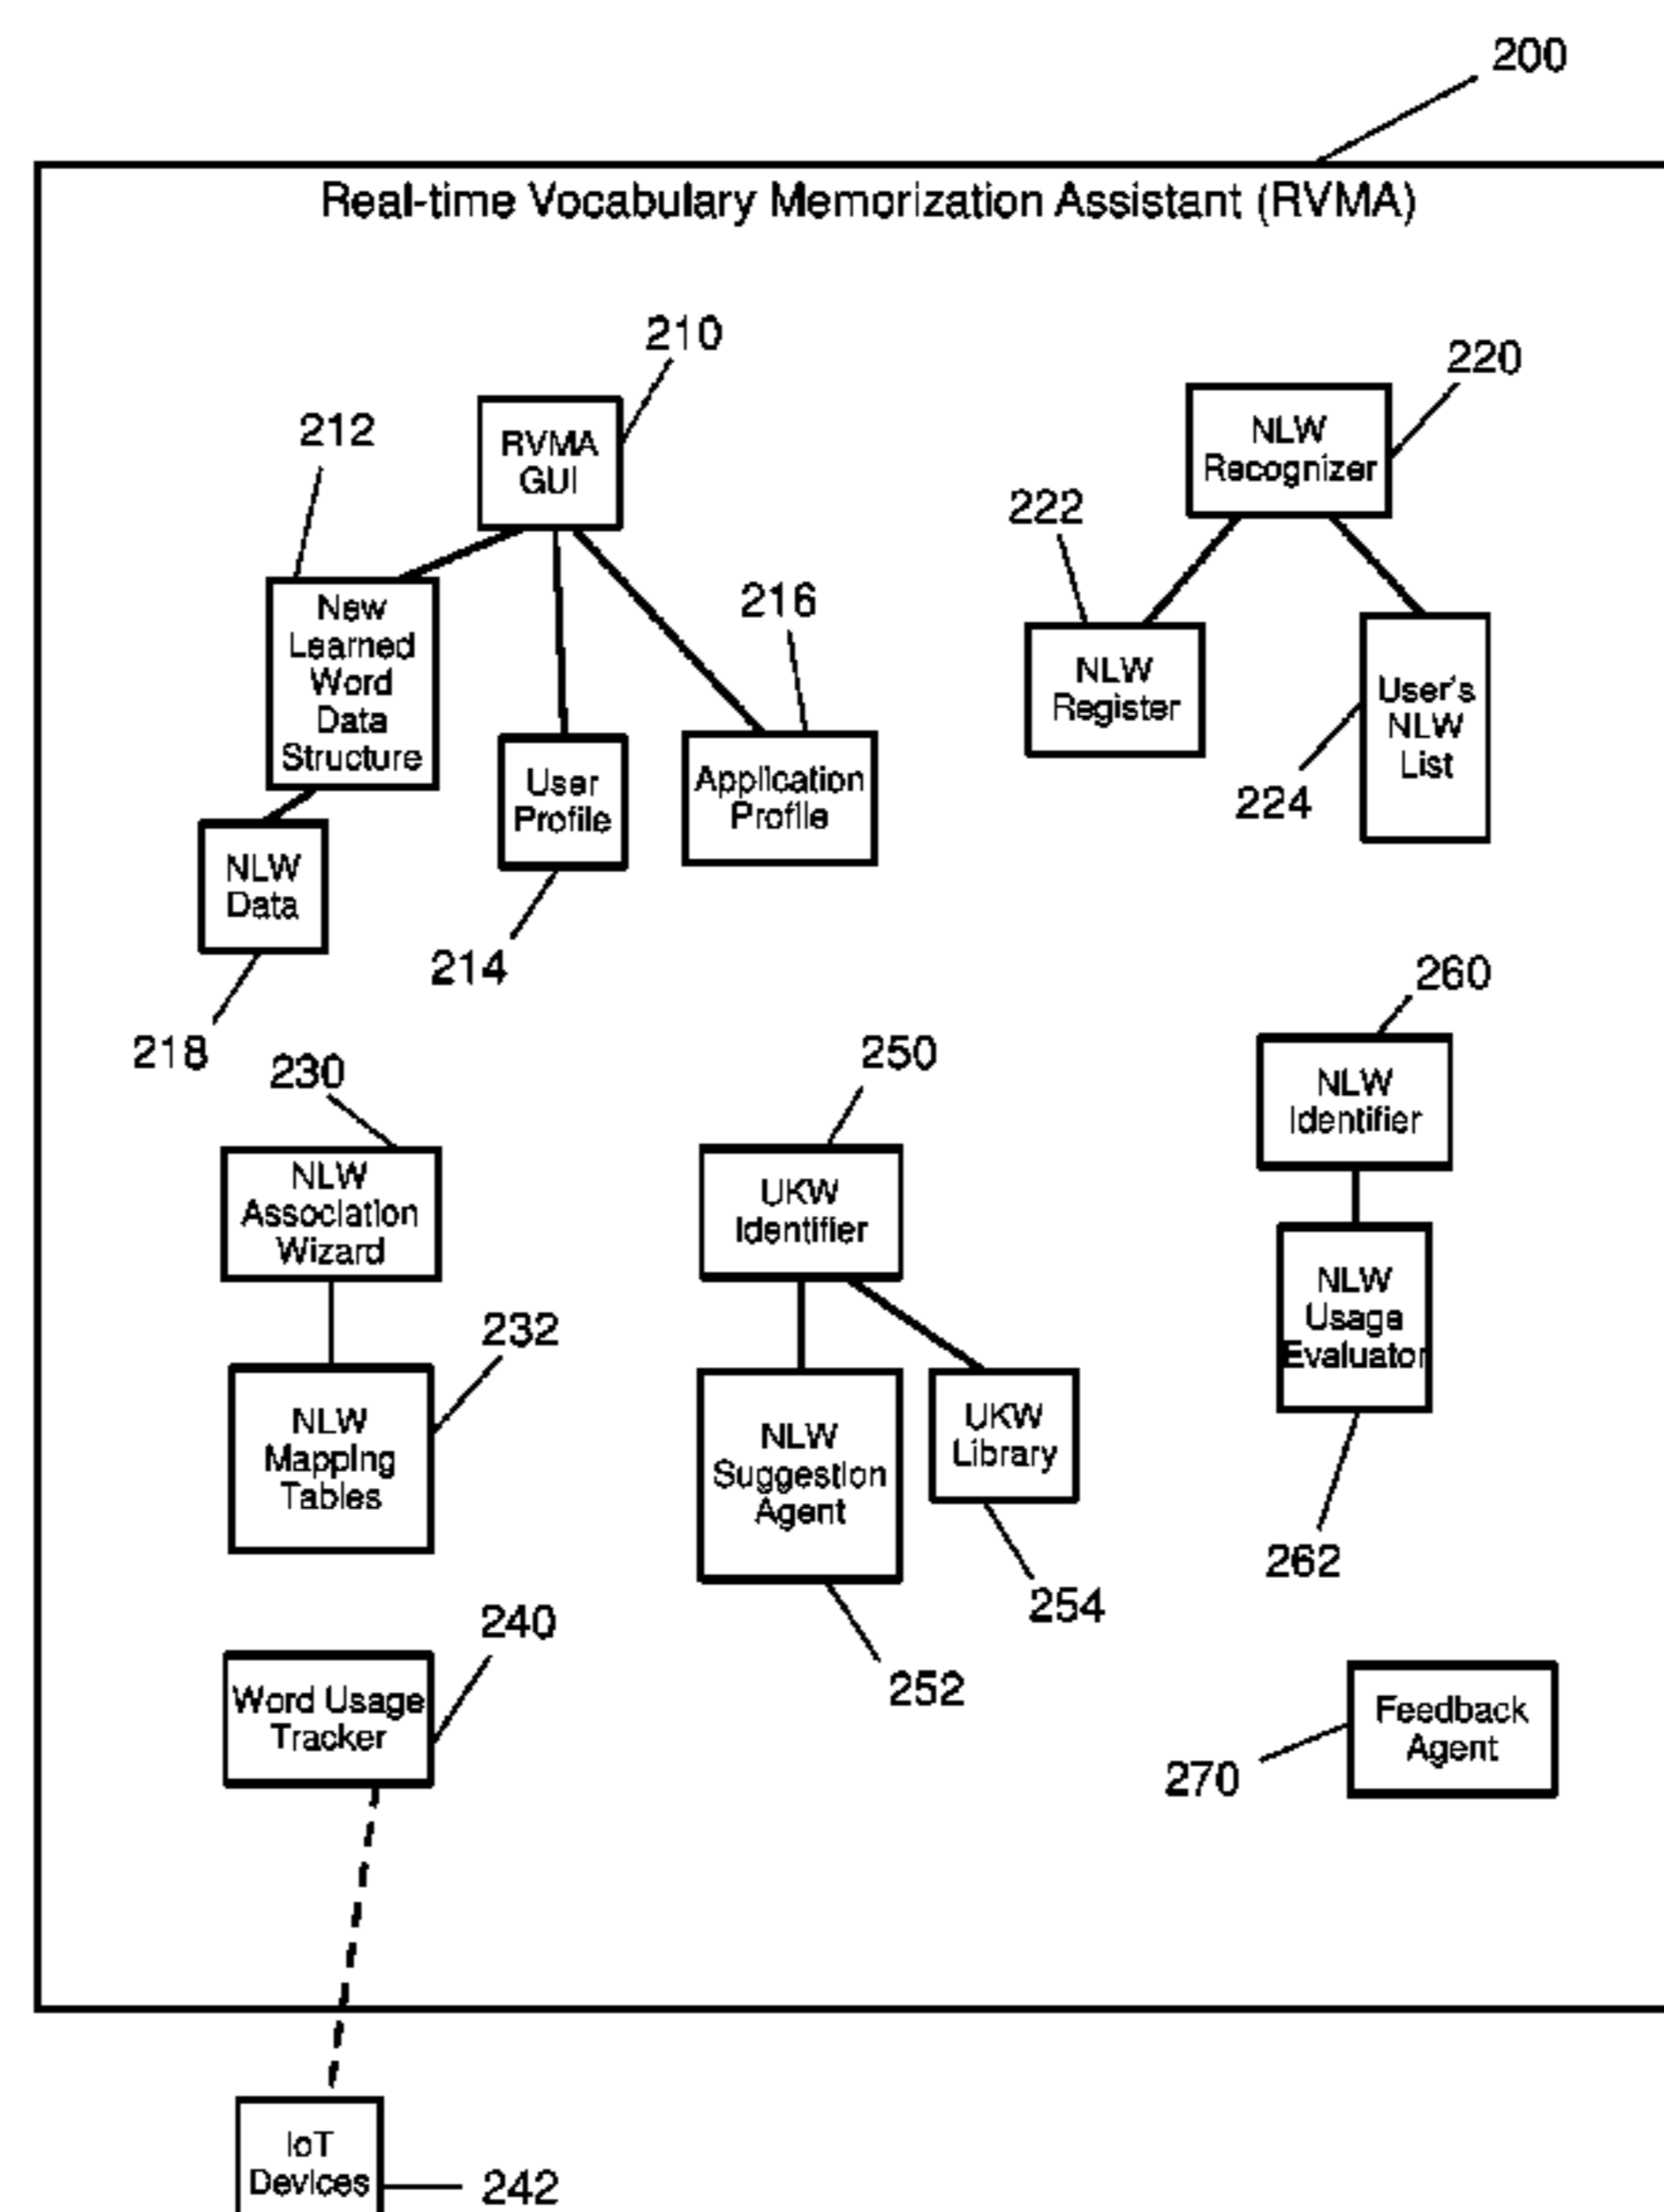 200
Real-time Vocabulary Memorization Assistant (RVMA)
210
RVMA
GUI
212
New
Learned
Word
Data
Structure
216
User
Profile
Application
Profile
NLW
Data
214
218
220
NLW
Recognizer
222
NLW
Register
User's
NLW
List
224
230
NLW
Association
Wizard
232
NLW
Mapping
Tables
250
UKW
Identifier
NLW
Suggestion
Agent
UKW
Library
254
252
260
NLW
Identifier
NLW
Usage
Evaluator
262
240
Word Usage
Tracker
Feedback
Agent
270
IoT
Devices
242